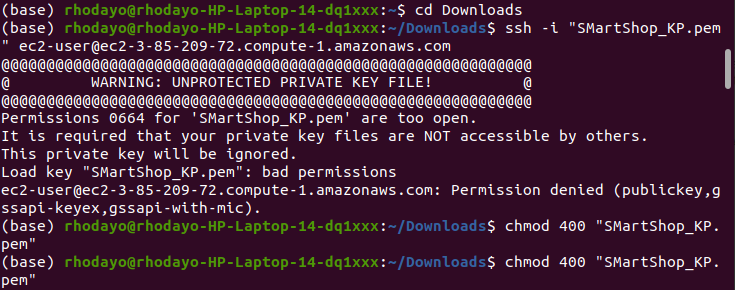 (base) rhodayo@rhodayo-HP-Laptop-14-dq1xxx:~$ cd Downloads
(base) rhodayo@rhodayo-HP-Laptop-14-dq1xxx:~/Downloads$ ssh -i "SMartShop_KP.pem
" ec2-user@ec2-3-85-209-72.compute-1.amazonaws.com
@@@@@@@@@@@@@@@@@@@@@@@@@@@@@@@@@@@@@@@@@@@@@@@@@@@@@@@@@@@
@         WARNING: UNPROTECTED PRIVATE KEY FILE!          @
@@@@@@@@@@@@@@@@@@@@@@@@@@@@@@@@@@@@@@@@@@@@@@@@@@@@@@@@@@@
Permissions 0664 for 'SMartShop_KP.pem' are too open.
It is required that your private key files are NOT accessible by others.
This private key will be ignored.
Load key "SMartShop_KP.pem": bad permissions
ec2-user@ec2-3-85-209-72.compute-1.amazonaws.com: Permission denied (publickey,g
ssapi-keyex,gssapi-with-mic).
(base) rhodayo@rhodayo-HP-Laptop-14-dq1xxx:~/Downloads$ chmod 400 "SMartShop_KP.
pem"
(base) rhodayo@rhodayo-HP-Laptop-14-dq1xxx:~/Downloads$ chmod 400 "SMartShop_KP.
pem"